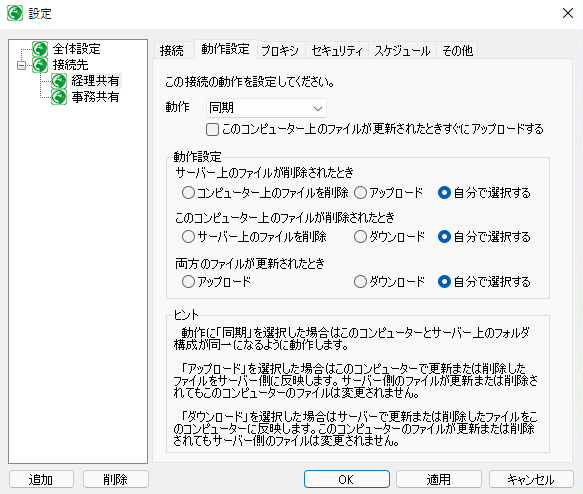 設定
全体設定
接続先
経理共有
事務共有
接続 動作設定 プロキシ セキュリティ スケジュール その他
この接続の動作を設定してください。
動作 同期
このコンピューター上のファイルが更新されたときすぐにアップロードする
動作設定
サーバー上のファイルが削除されたとき
コンピューター上のファイルを削除 アップロード 自分で選択する
このコンピューター上のファイルが削除されたとき
サーバー上のファイルを削除 ダウンロード 自分で選択する
両方のファイルが更新されたとき
アップロード ダウンロード 自分で選択する
ヒント
動作に「同期」を選択した場合はこのコンピューターとサーバー上のフォルダ
構成が同一になるように動作します。
「アップロード」を選択した場合はこのコンピューターで更新または削除した
ファイルをサーバー側に反映します。サーバー側のファイルが更新または削除さ
れてもこのコンピューターのファイルは変更されません。
「ダウンロード」を選択した場合はサーバーで更新または削除したファイルをこ
のコンピューターに反映します。このコンピューターのファイルが更新または削除
されてもサーバー側のファイルは変更されません。
追加 削除 OK 適用 キャンセル